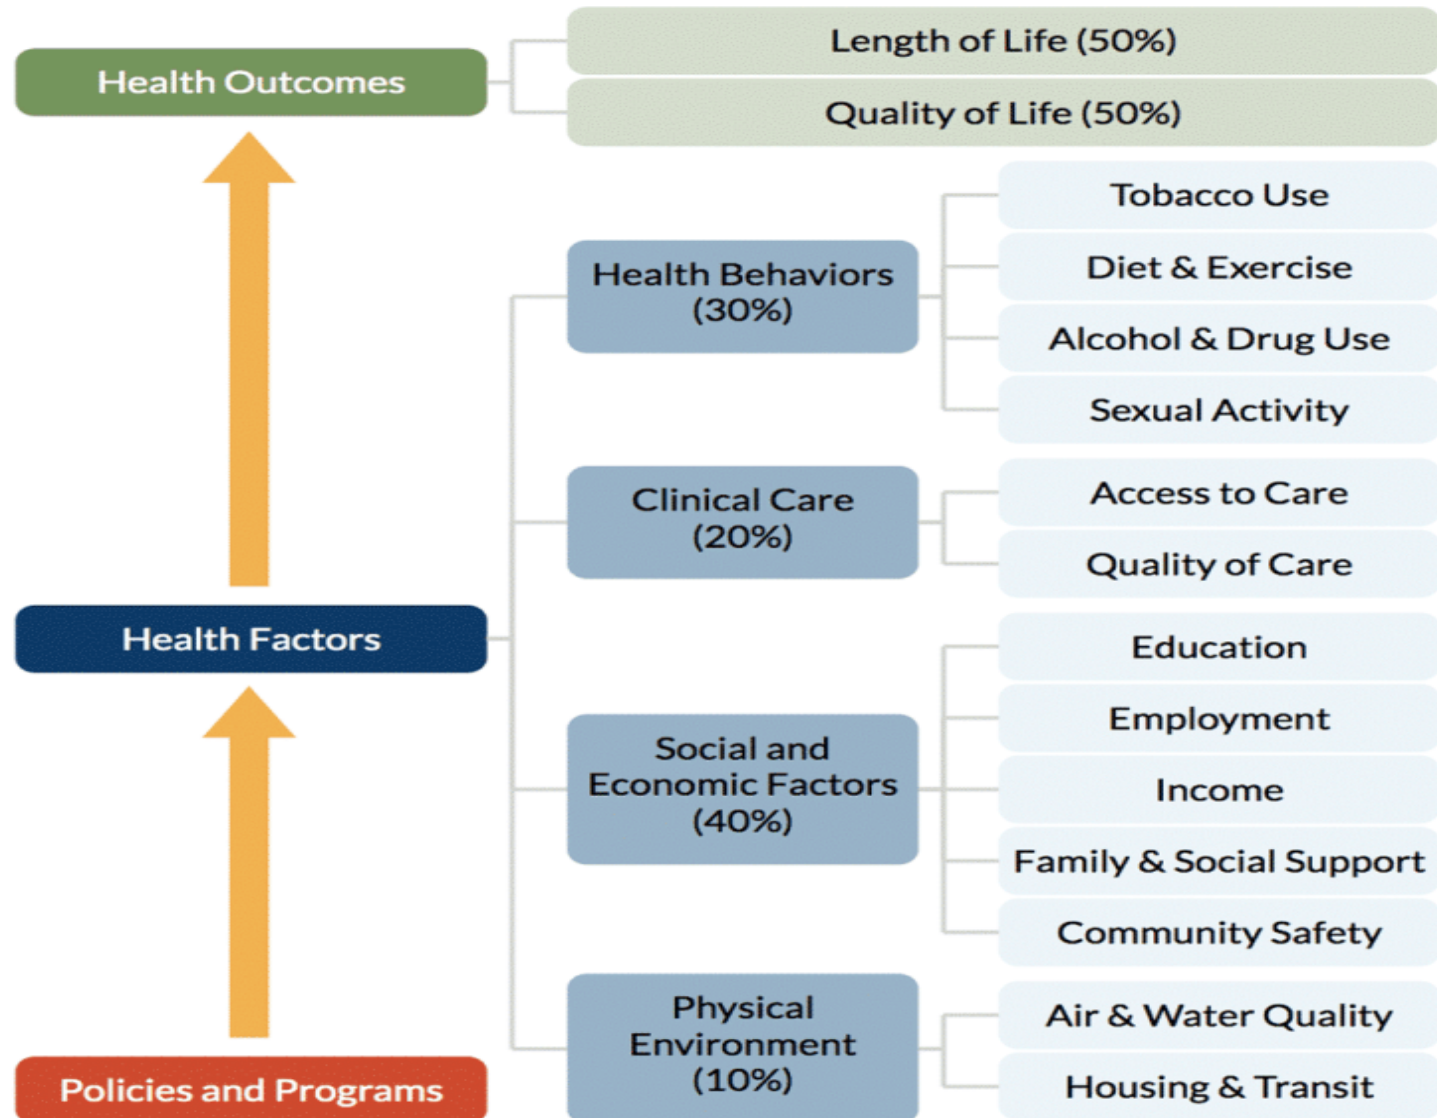 Health Outcomes
Length of Life (50%)
Quality of Life (50%)
Health Factors
Health Behaviors
(30%)
Tobacco Use
Diet & Exercise
Alcohol & Drug Use
Sexual Activity
Clinical Care
(20%)
Access to Care
Quality of Care
Social and
Economic Factors
(40%)
Education
Employment
Income
Family & Social Support
Community Safety
Physical
Environment
(10%)
Air & Water Quality
Housing & Transit
Policies and Programs